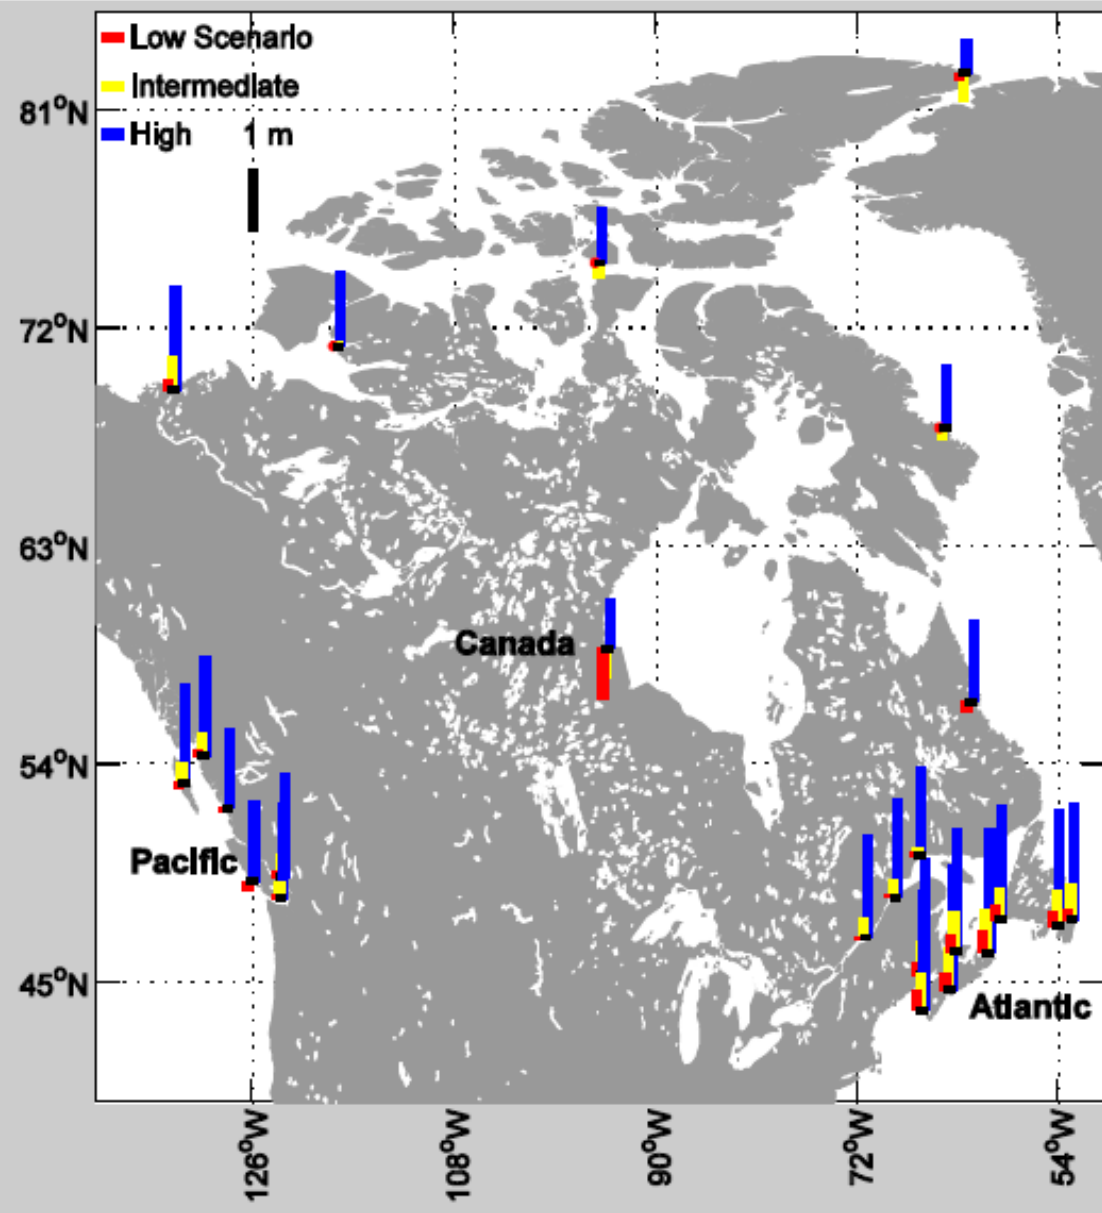 Low Scenario
Intermediate
High 1 m
81°N
72°N
63°N
Canada
54°N
Pacific
45°N
Atlantic
126°W 108°W 90°W 72°W 54°W